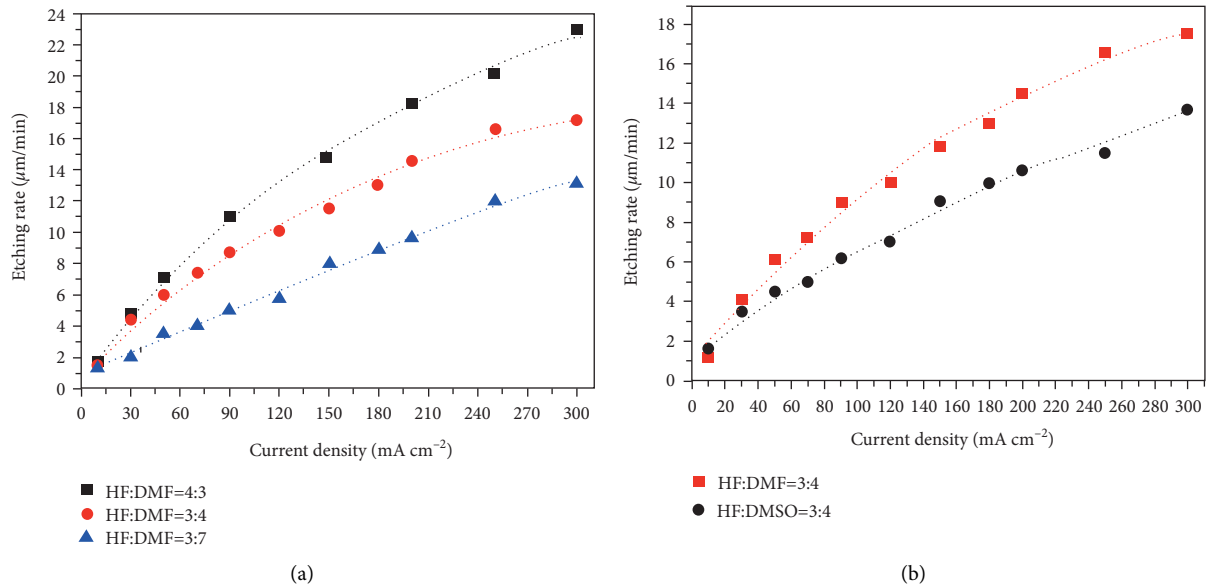 24
22
20
18
16
14
12
10
8
6
4
2
0
Etching rate (μm/min)
0 30 60 90 120 150 180 210 240 270 300
Current density (mA cm⁻²)
HF:DMF=4:3
HF:DMF=3:4
HF:DMF=3:7
(a)
18
16
14
12
10
8
6
4
2
0
Etching rate (μm/min)
0 20 40 60 80 100 120 140 160 180 200 220 240 260 280 300
Current density (mA cm⁻²)
HF:DMF=3:4
HF:DMSO=3:4
(b)